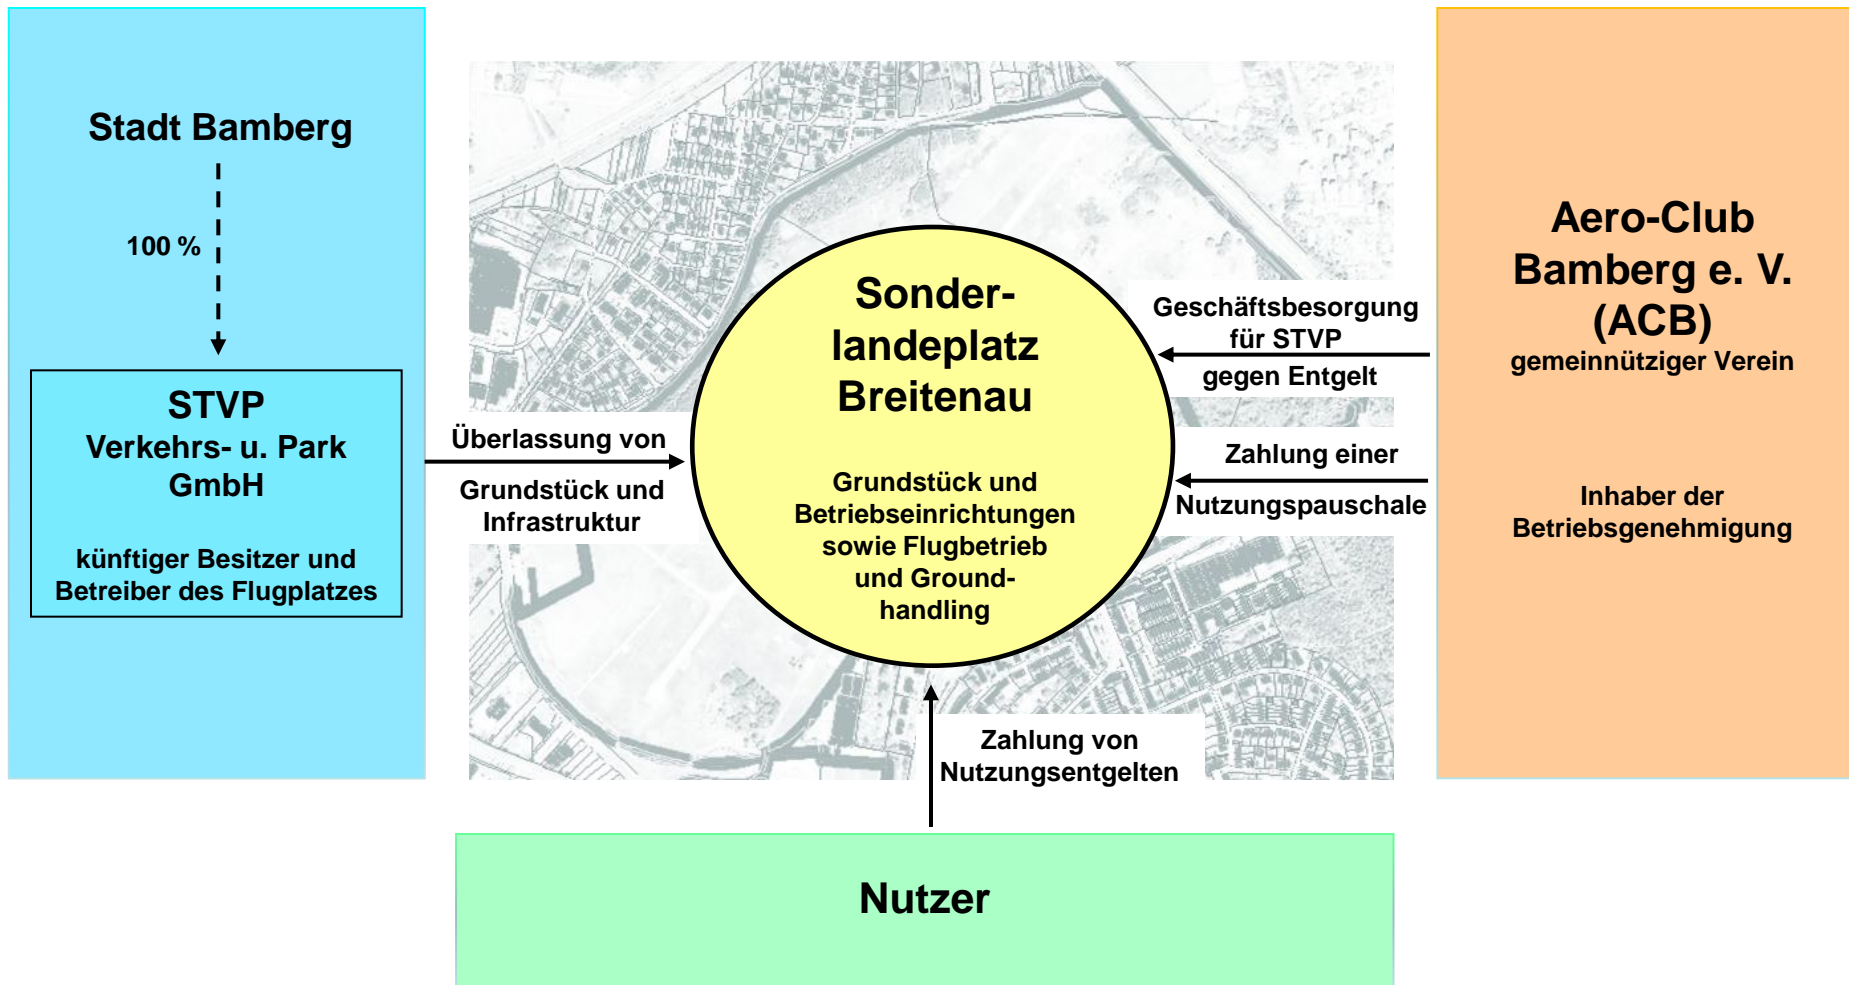 Stadt Bamberg
100 %
STVP
Verkehrs- u. Park
GmbH
künftiger Besitzer und
Betreiber des Flugplatzes
Überlassung von
Grundstück und
Infrastruktur
Sonder-
landeplatz
Breitenau
Grundstück und
Betriebseinrichtungen
sowie Flugbetrieb
und Ground-
handling
Geschäftsbesorgung
für STVP
gegen Entgelt
Zahlung einer
Nutzungspauschale
Aero-Club
Bamberg e. V.
(ACB)
gemeinnütziger Verein
Inhaber der
Betriebsgenehmigung
Zahlung von
Nutzungsentgelten
Nutzer